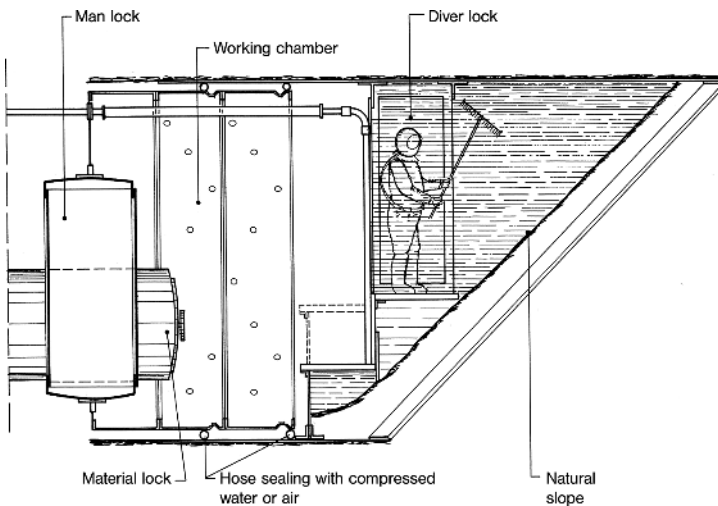 Man lock
Diver lock
Working chamber
Material lock
Hose sealing with compressed
water or air
Natural
slope